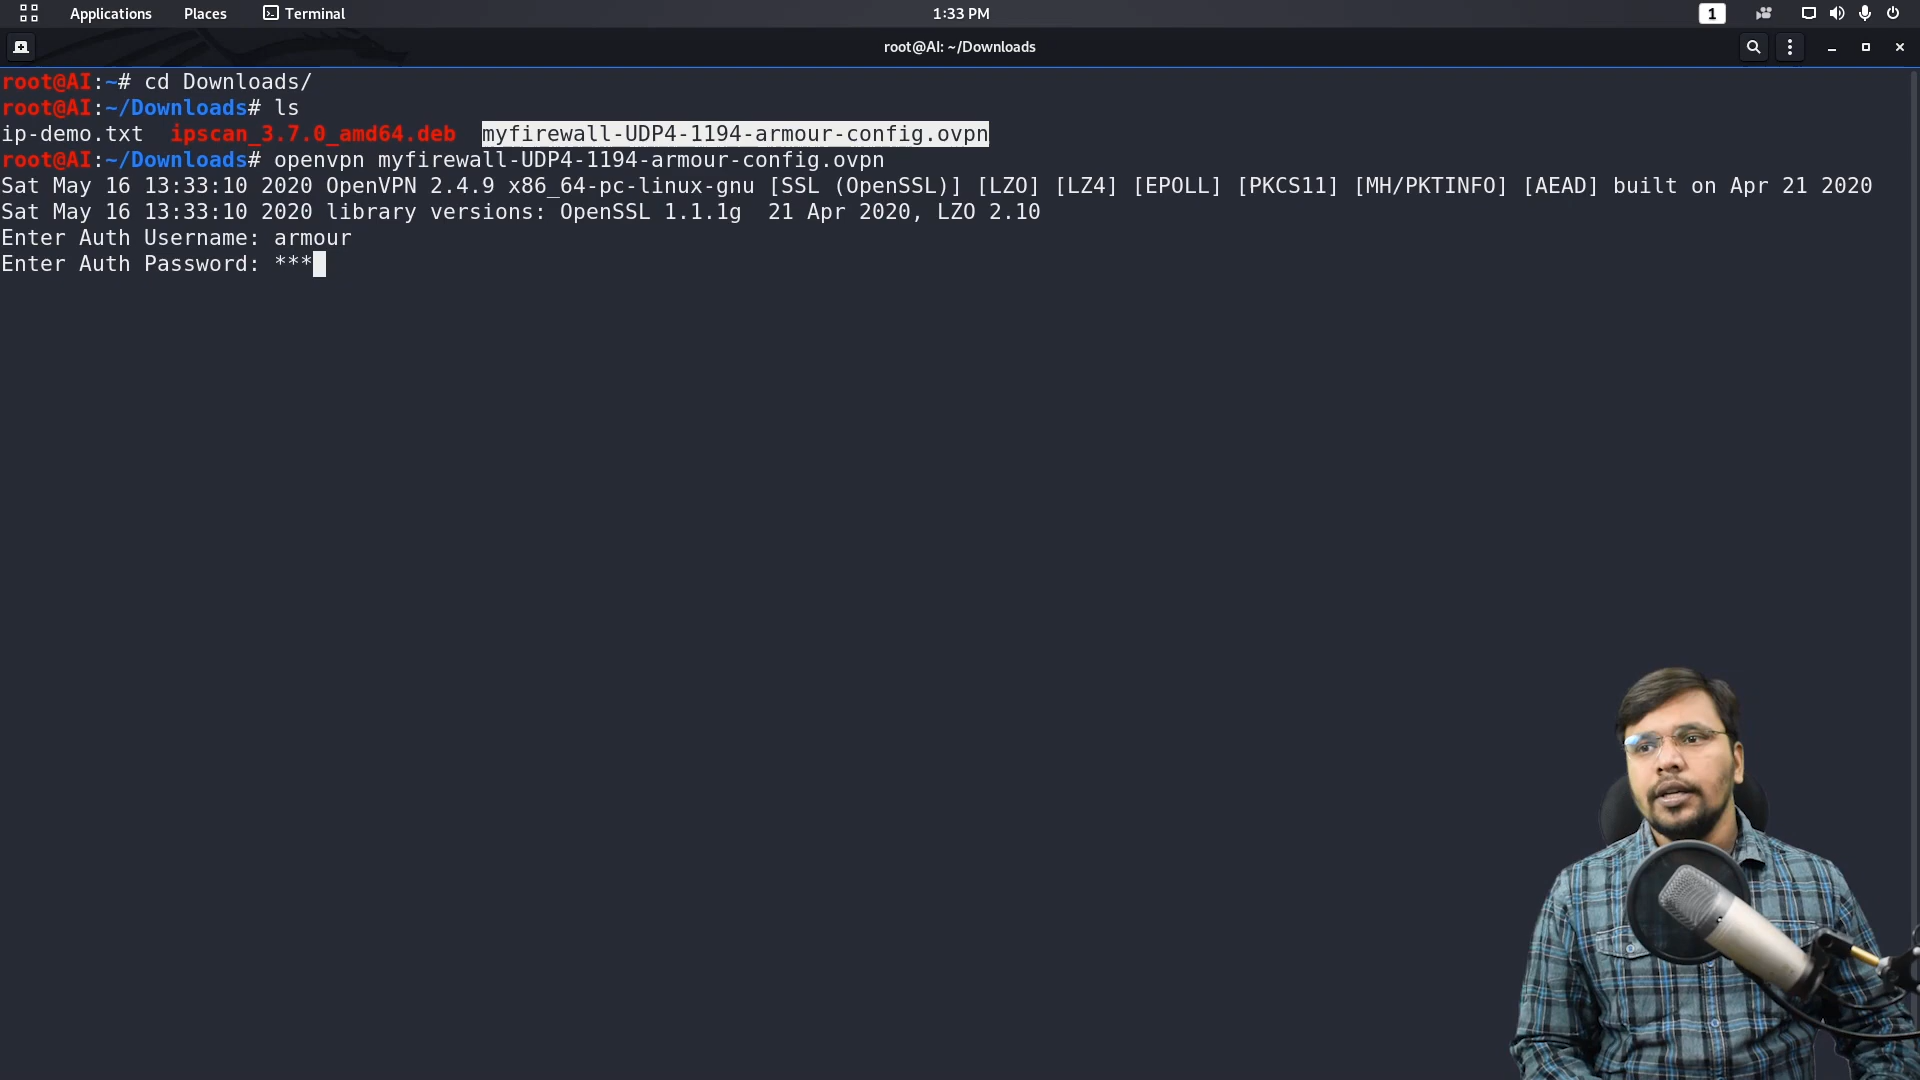 Applications Places Terminal 1:33 PM 1
root@AI: ~/Downloads
root@AI:~# cd Downloads/
root@AI:~/Downloads# ls
ip-demo.txt  ipscan_3.7.0_amd64.deb  myfirewall-UDP4-1194-armour-config.ovpn
root@AI:~/Downloads# openvpn myfirewall-UDP4-1194-armour-config.ovpn
Sat May 16 13:33:10 2020 OpenVPN 2.4.9 x86_64-pc-linux-gnu [SSL (OpenSSL)] [LZO] [LZ4] [EPOLL] [PKCS11] [MH/PKTINFO] [AEAD] built on Apr 21 2020
Sat May 16 13:33:10 2020 library versions: OpenSSL 1.1.1g  21 Apr 2020, LZO 2.10
Enter Auth Username: armour
Enter Auth Password: ***